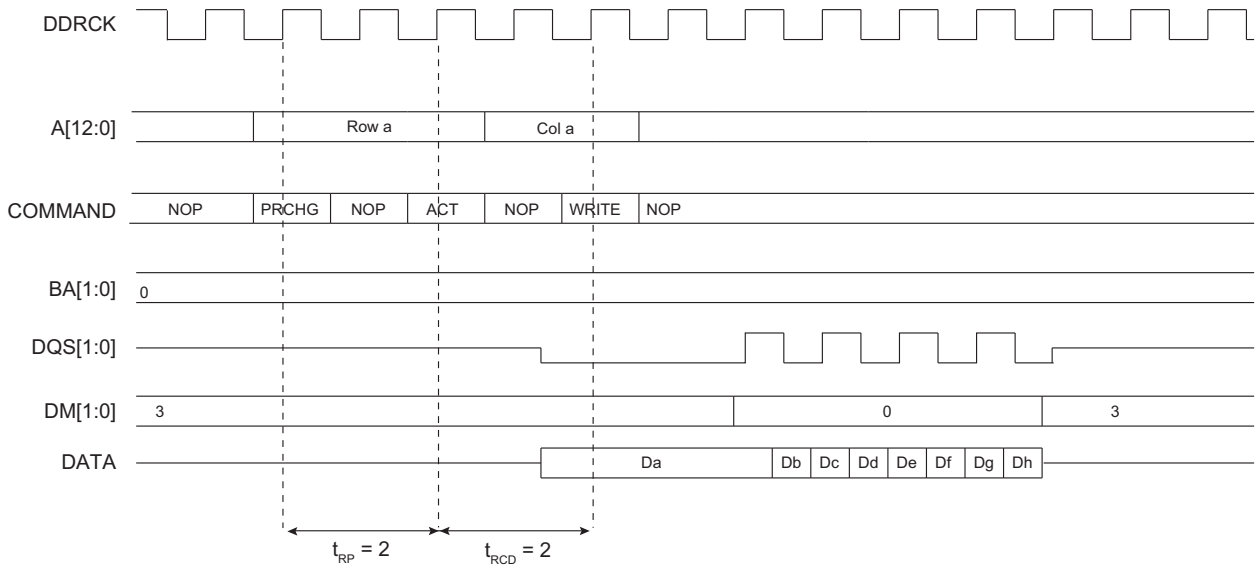 DDRCK
A[12:0] Row a Col a
COMMAND NOP PRCHG NOP ACT NOP WRITE NOP
BA[1:0] 0
DQS[1:0]
DM[1:0] 3 0 3
DATA Da Db Dc Dd De Df Dg Dh
tRP = 2 tRCD = 2